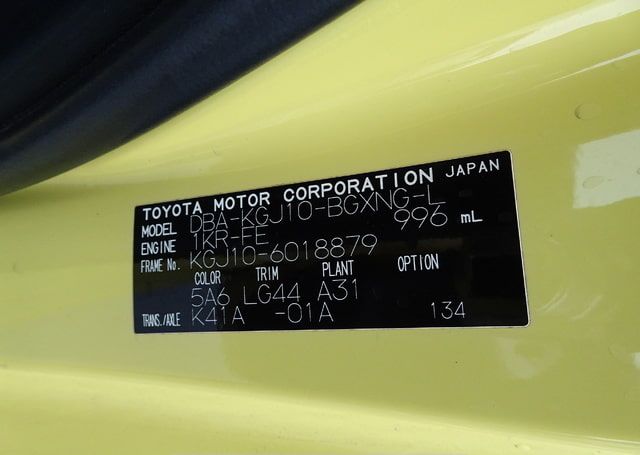 TOYOTA MOTOR CORPORATION JAPAN
MODEL DBA-KGJ10-BGXNG-L
ENGINE 1KR-FE 996 mL
FRAME No. KGJ10-6018879
COLOR TRIM PLANT OPTION
5A6 LG44 A31
TRANS./AXLE K41A -01A 134